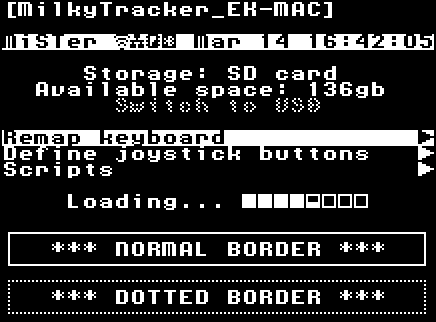 [MilkyTracker_EK-MAC]
MiSTer Mar 14 16:42:05
Storage: SD card
Available space: 136gb
Switch to USB
Remap keyboard
Define joystick buttons
Scripts
Loading...
*** NORMAL BORDER ***
*** DOTTED BORDER ***